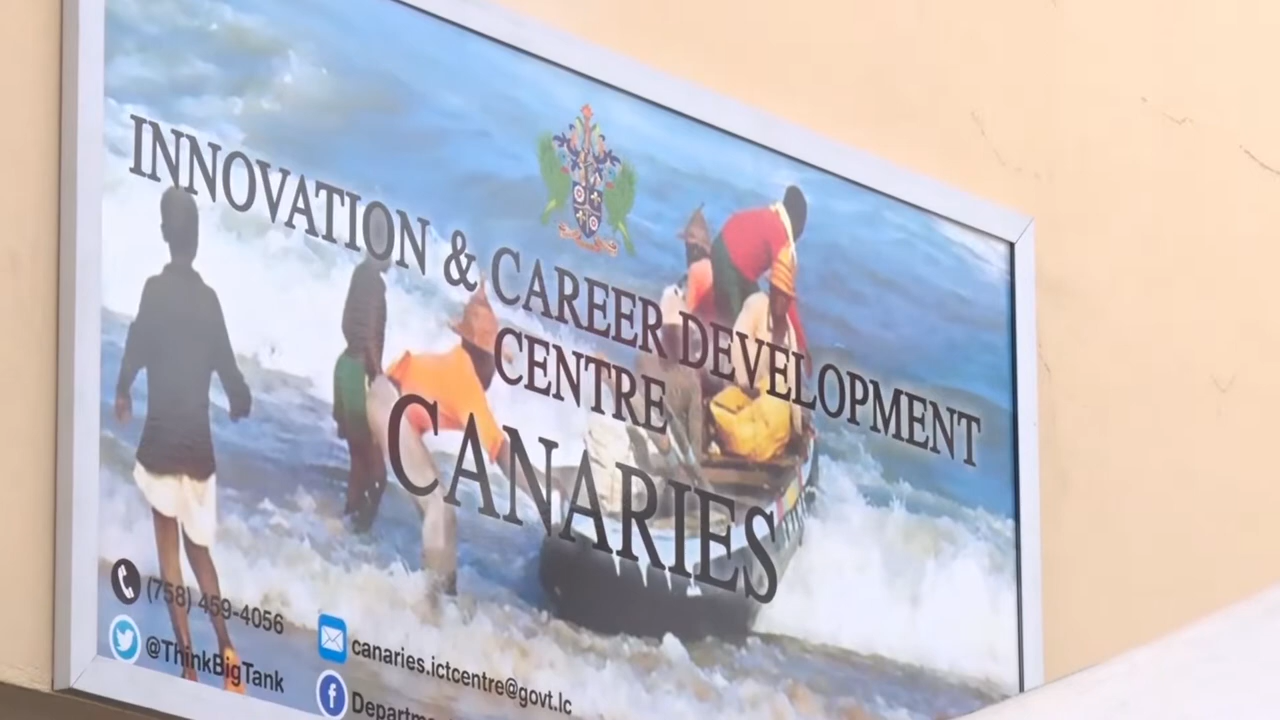 INNOVATION & CAREER DEVELOPMENT
CENTRE
CANARIES
(758) 459-4056
@ThinkBigTank
canaries.ictcentre@govt.lc